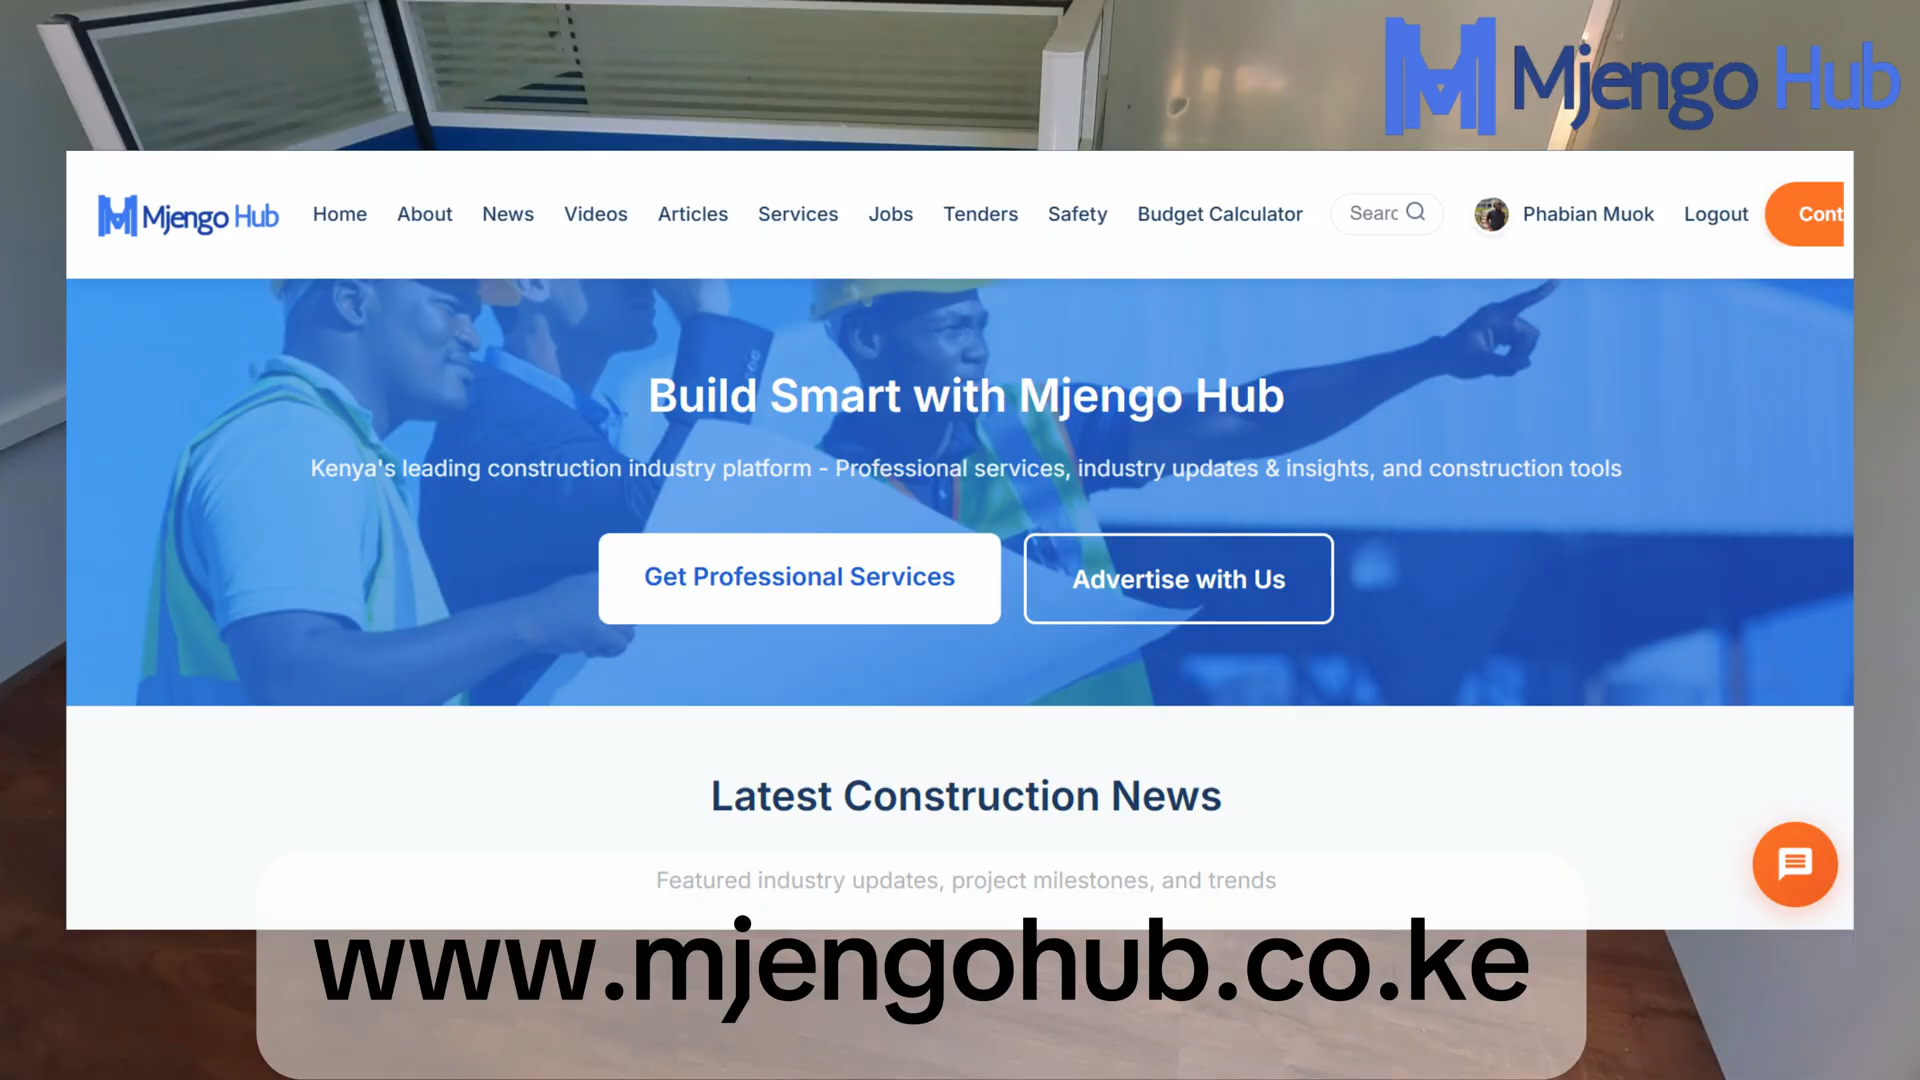 Mjengo Hub
Mjengo Hub Home About News Videos Articles Services Jobs Tenders Safety Budget Calculator Searc Phabian Muok Logout Cont
Build Smart with Mjengo Hub
Kenya's leading construction industry platform - Professional services, industry updates & insights, and construction tools
Get Professional Services Advertise with Us
Latest Construction News
Featured industry updates, project milestones, and trends
www.mjengohub.co.ke